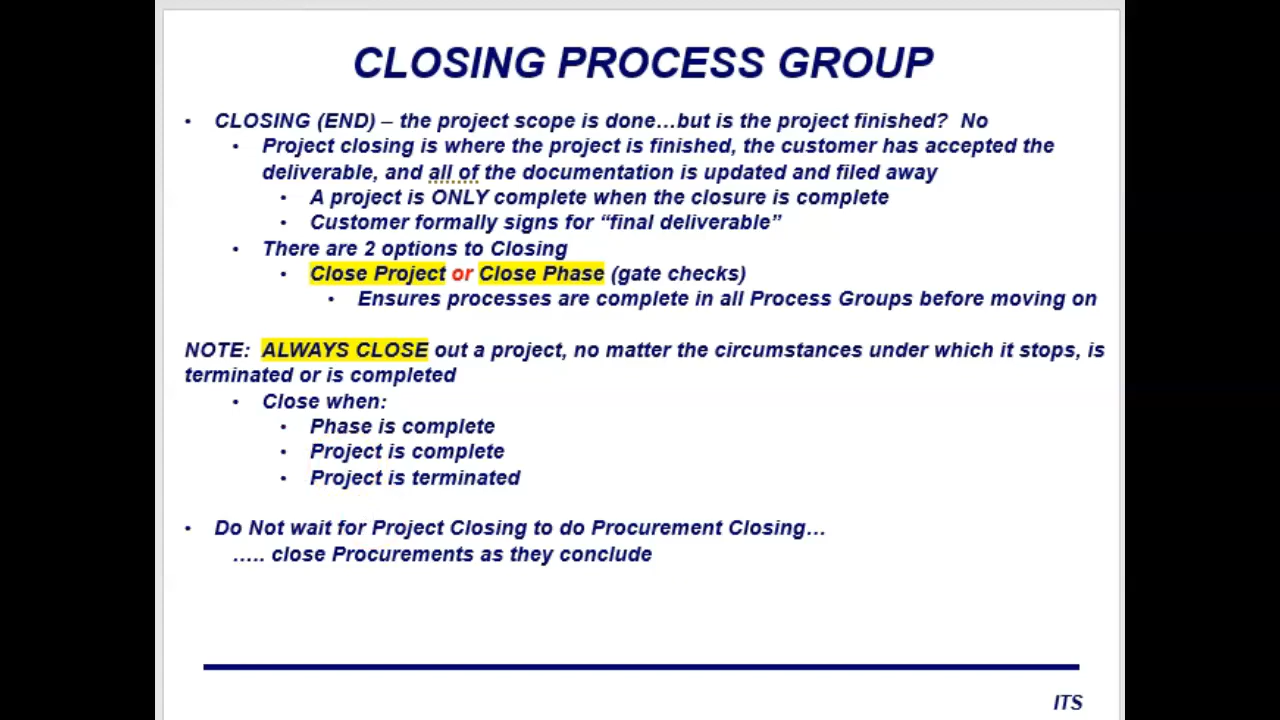 CLOSING PROCESS GROUP
• CLOSING (END) – the project scope is done…but is the project finished?  No
• Project closing is where the project is finished, the customer has accepted the
deliverable, and all of the documentation is updated and filed away
• A project is ONLY complete when the closure is complete
• Customer formally signs for “final deliverable”
• There are 2 options to Closing
• Close Project or Close Phase (gate checks)
• Ensures processes are complete in all Process Groups before moving on
NOTE:  ALWAYS CLOSE out a project, no matter the circumstances under which it stops, is
terminated or is completed
• Close when:
• Phase is complete
• Project is complete
• Project is terminated
• Do Not wait for Project Closing to do Procurement Closing…
….. close Procurements as they conclude
ITS